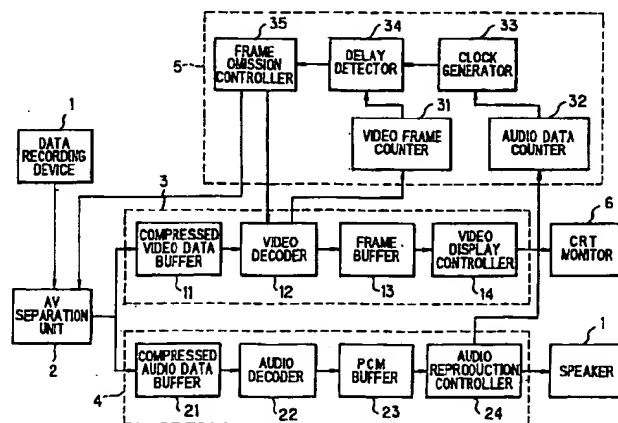 35
34
33
FRAME
OMISSION
CONTROLLER
DELAY
DETECTOR
CLOCK
GENERATOR
5
31
32
1
DATA
RECORDING
DEVICE
VIDEO FRAME
COUNTER
AUDIO DATA
COUNTER
3
6
COMPRESSED
VIDEO DATA
BUFFER
VIDEO
DECODER
FRAME
BUFFER
VIDEO
DISPLAY
CONTROLLER
CRT
MONITOR
11
12
13
14
AV
SEPARATION
UNIT
2
1
COMPRESSED
AUDIO DATA
BUFFER
AUDIO
DECODER
PCM
BUFFER
AUDIO
REPRODUCTION
CONTROLLER
SPEAKER
4
21
22
23
24